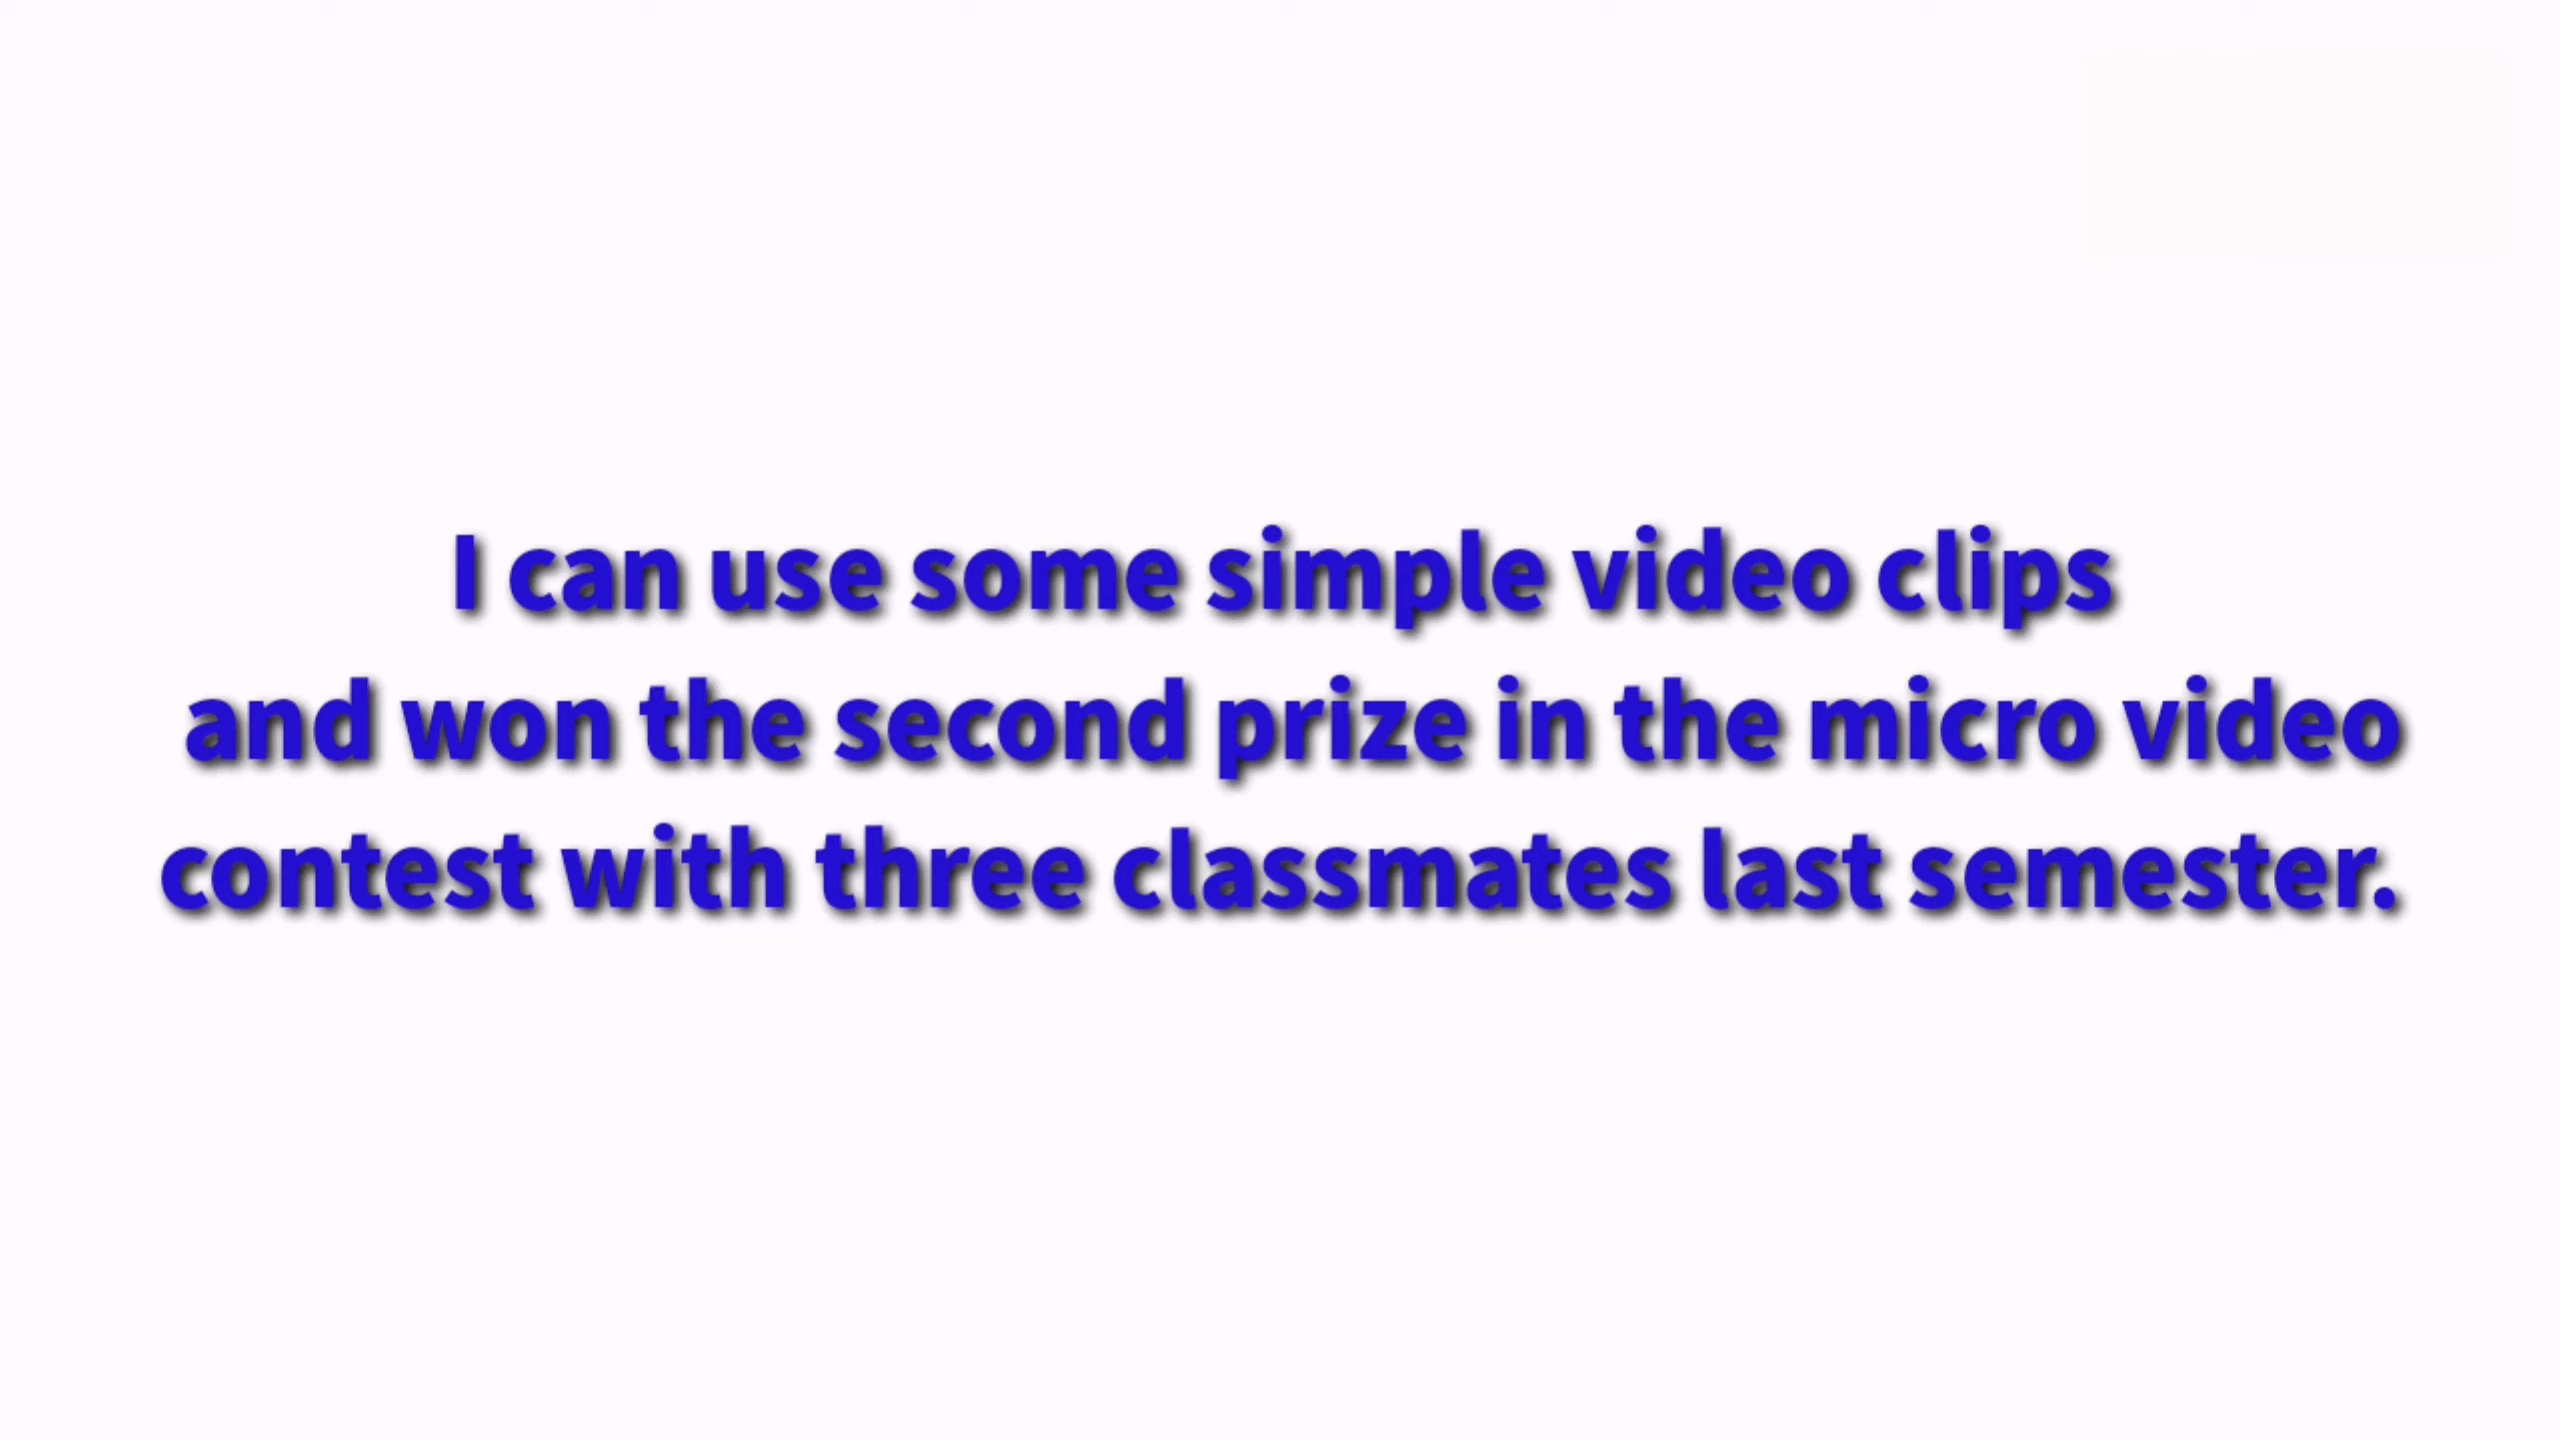 I can use some simple video clips
and won the second prize in the micro video
contest with three classmates last semester.